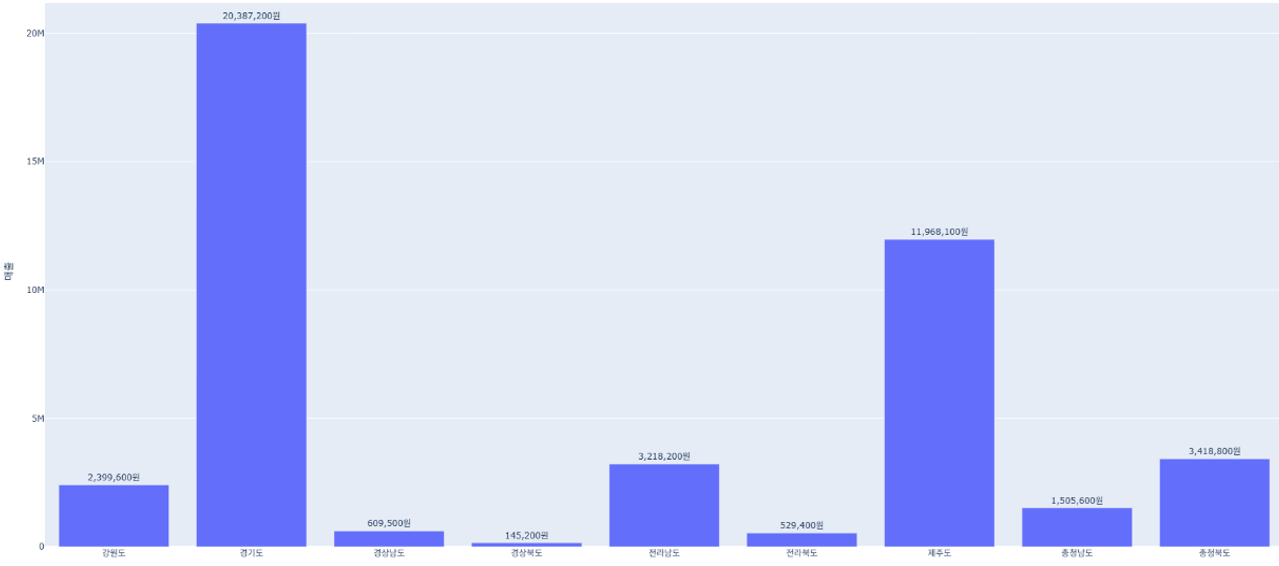 매출
20M
15M
10M
5M
0
20,387,200원
11,968,100원
3,418,800원
3,218,200원
2,399,600원
1,505,600원
609,500원
529,400원
145,200원
강원도 경기도 경상남도 경상북도 전라남도 전라북도 제주도 충청남도 충청북도